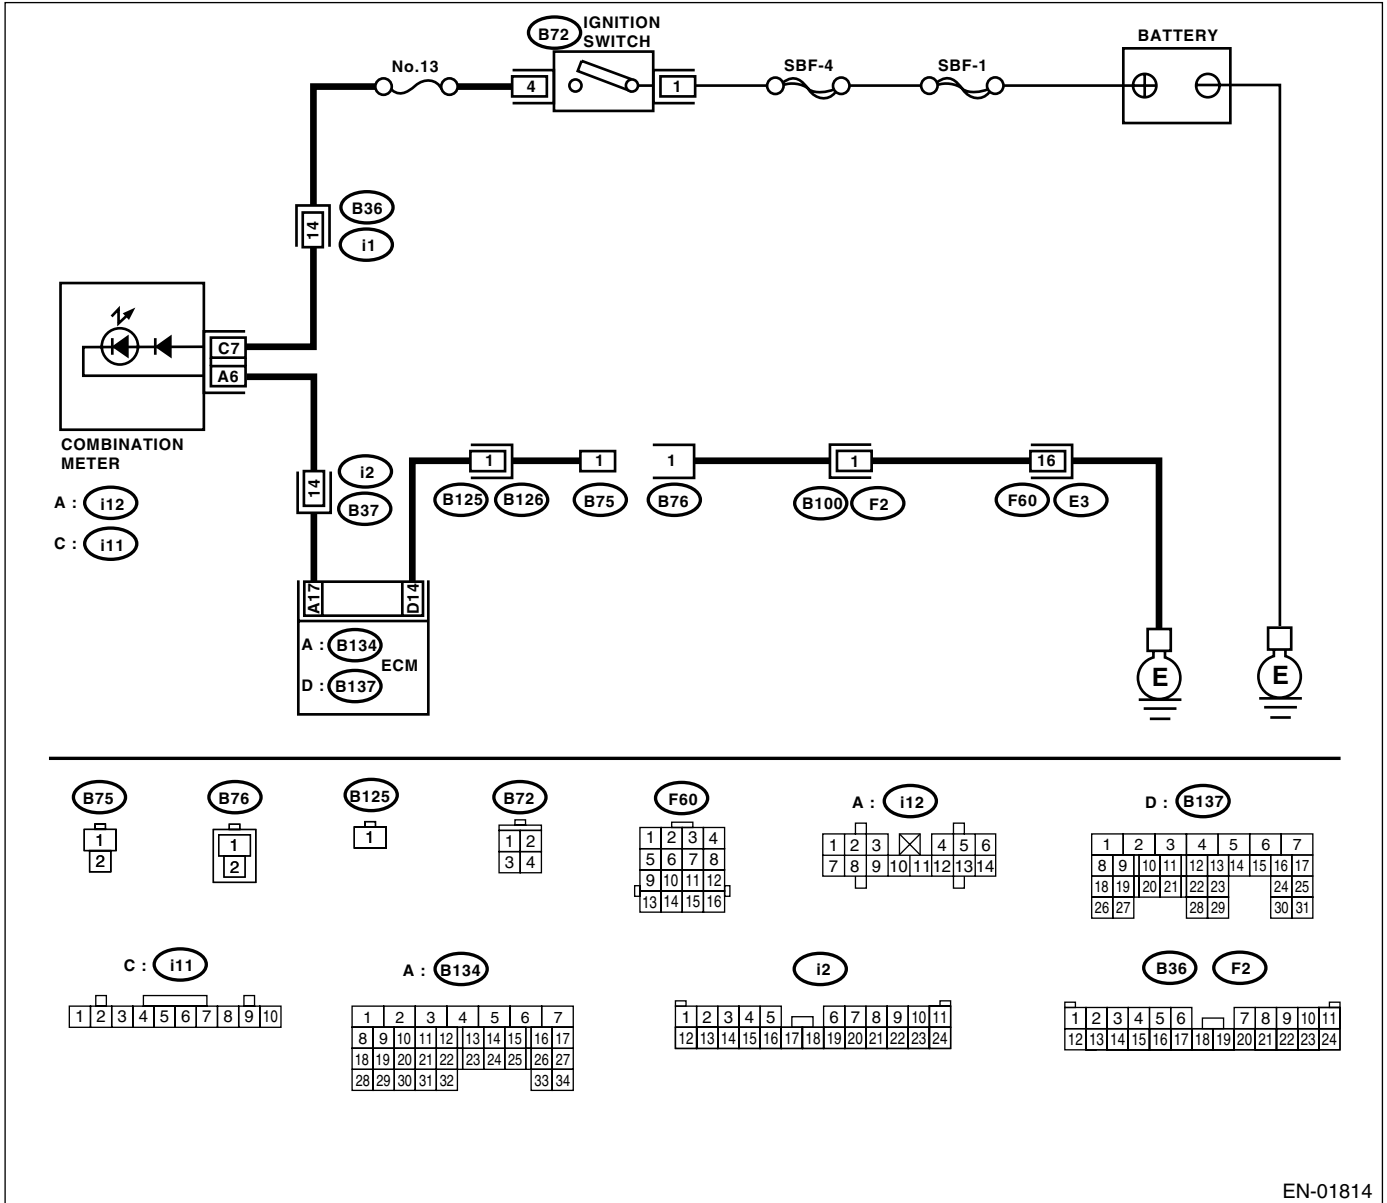 B72 IGNITION
SWITCH
BATTERY
No.13
SBF-4
SBF-1
4
1
B36
14
i1
C7
A6
COMBINATION
METER
A : i12
C : i11
14
i2
B37
1
1
1
1
16
B125
B126
B75
B76
B100
F2
F60
E3
A17
D14
A : B134
ECM
D : B137
E
E
B75
1
2
B76
1
2
B125
1
B72
1 2
3 4
F60
1 2 3 4
5 6 7 8
9 10 11 12
13 14 15 16
A : i12
1 2 3 4 5 6
7 8 9 10 11 12 13 14
D : B137
1 2 3 4 5 6 7
8 9 10 11 12 13 14 15 16 17
18 19 20 21 22 23 24 25
26 27 28 29 30 31
C : i11
1 2 3 4 5 6 7 8 9 10
A : B134
1 2 3 4 5 6 7
8 9 10 11 12 13 14 15 16 17
18 19 20 21 22 23 24 25 26 27
28 29 30 31 32 33 34
i2
1 2 3 4 5 6 7 8 9 10 11
12 13 14 15 16 17 18 19 20 21 22 23 24
B36 F2
1 2 3 4 5 6 7 8 9 10 11
12 13 14 15 16 17 18 19 20 21 22 23 24
EN-01814